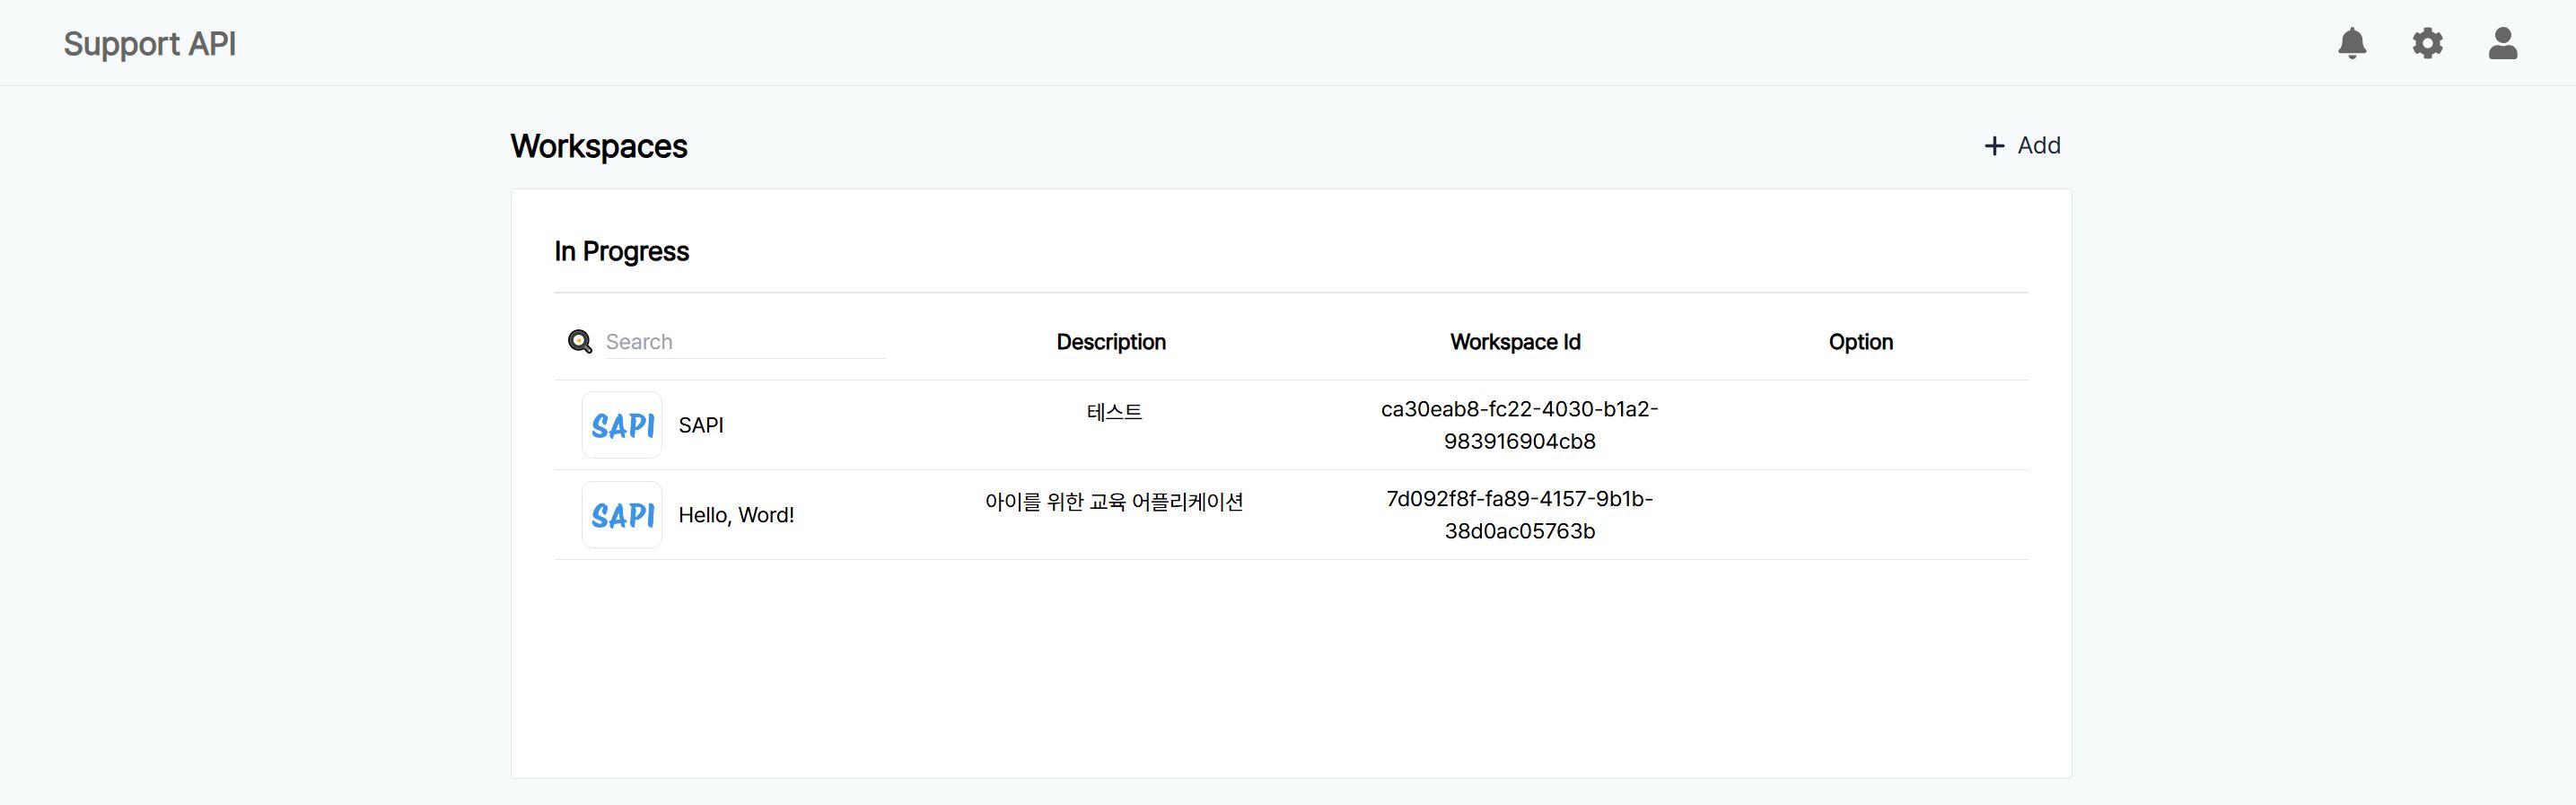 Support API
Workspaces
Add
In Progress
Search
Description
Workspace Id
Option
SAPI
SAPI
테스트
ca30eab8-fc22-4030-b1a2-
983916904cb8
SAPI
Hello, Word!
아이를 위한 교육 어플리케이션
7d092f8f-fa89-4157-9b1b-
38d0ac05763b